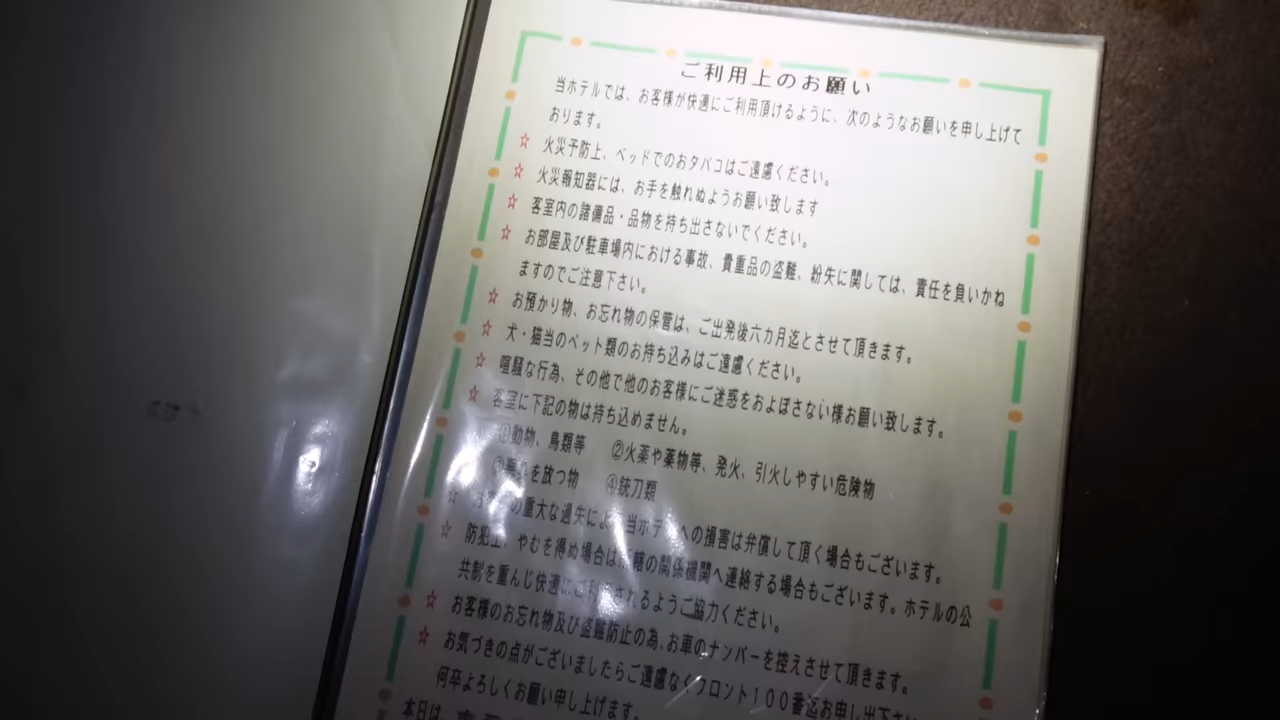 ご利用上のお願い
当ホテルでは、お客様が快適にご利用頂けるように、次のようなお願いを申し上げて
おります。
☆ 火災予防上、ベッドでのおタバコはご遠慮ください。
☆ 火災報知器には、お手を触れぬようお願い致します
☆ 客室内の諸備品・品物を持ち出さないでください。
☆ お部屋及び駐車場内における事故、貴重品の盗難、紛失に関しては、責任を負いかね
ますのでご注意下さい。
☆ お預かり物、お忘れ物の保管は、ご出発後六カ月迄とさせて頂きます。
☆ 犬・猫当のペット類のお持ち込みはご遠慮ください。
☆ 喧騒な行為、その他で他のお客様にご迷惑をおよぼさない様お願い致します。
☆ 客室に下記の物は持ち込めません。
①動物、鳥類等 ②火薬や薬物等、発火、引火しやすい危険物
を放つ物 ④銃刀類
☆ の重大な過失によ 当ホテ への損害は弁償して頂く場合もございます。
☆ 防犯上、やむを得ぬ場合は 轄の関係機関へ連絡する場合もございます。ホテルの公
共制を重んじ快適にご利 されるようご協力ください。
☆ お客様のお忘れ物及び盗難防止の為、お車のナンバーを控えさせて頂きます。
☆ お気づきの点がございましたらご遠慮なくフロント100番迄お申し出下さい
何卒よろしくお願い申し上げます。
本日は、